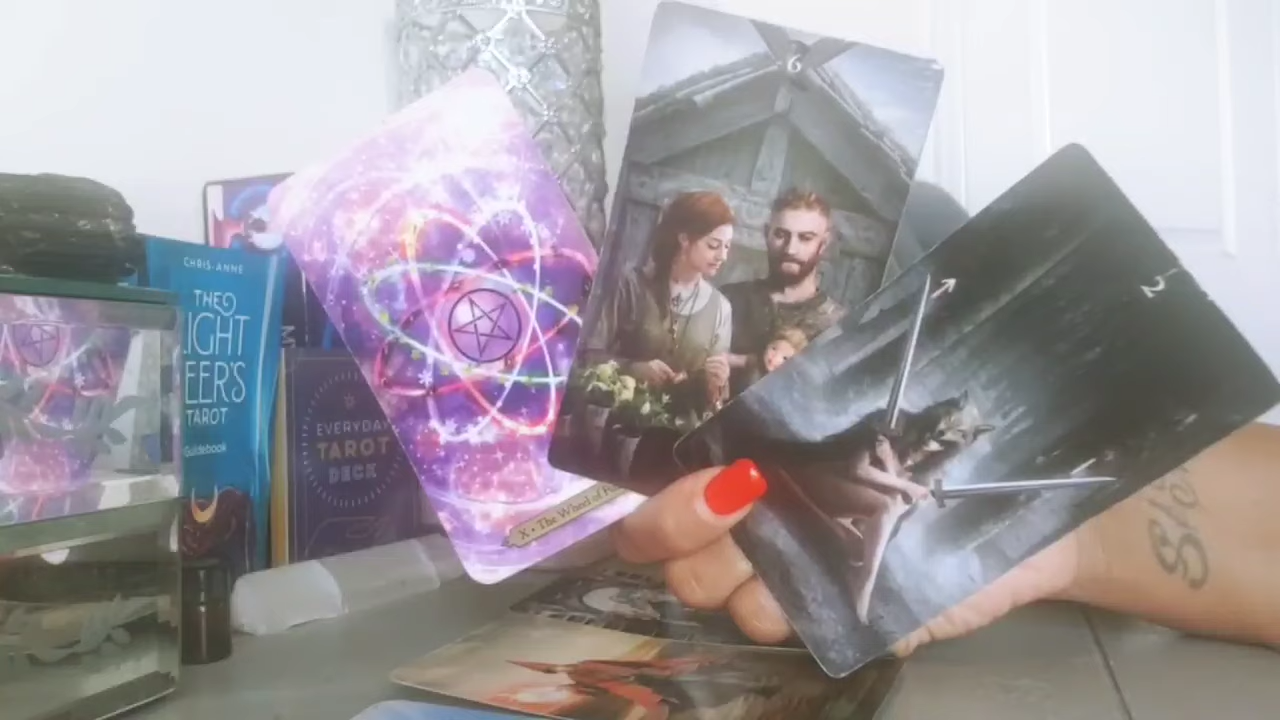 6
2
CHRIS-ANNE
THE
LIGHT
SEER'S
TAROT
Guidebook
EVERYDAY
TAROT
DECK
X • The Wheel of